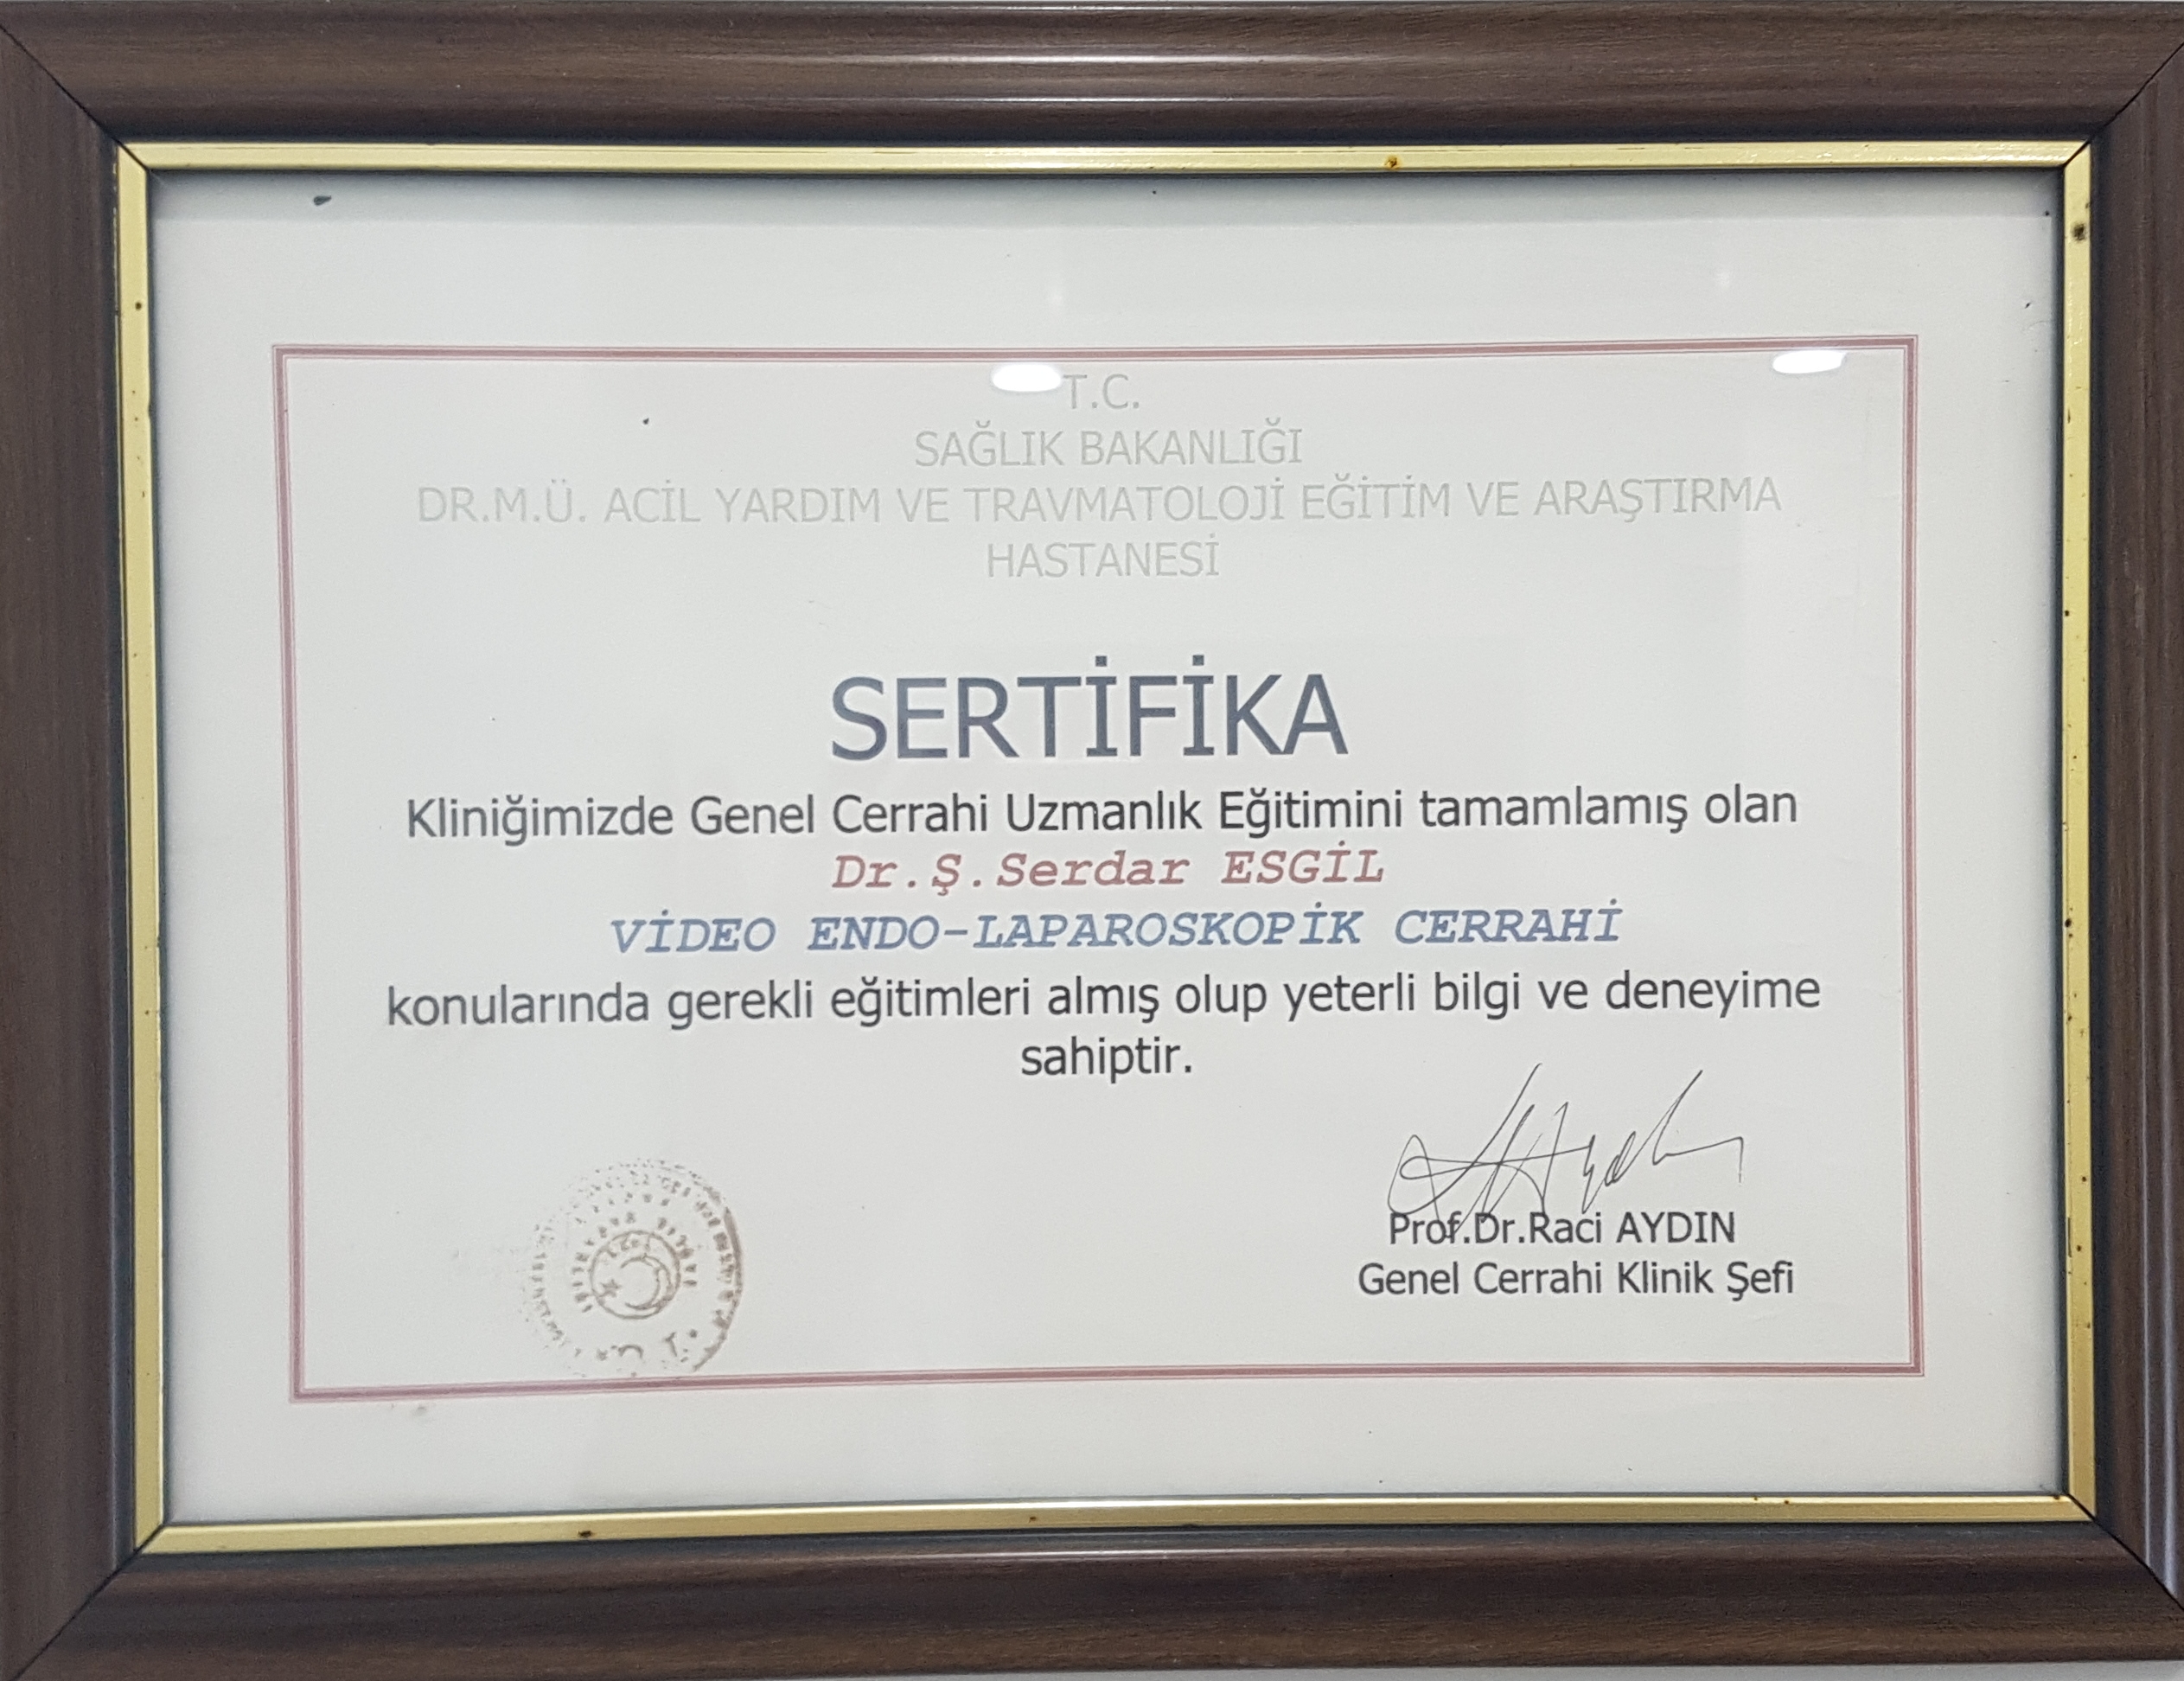 T.C.
SAĞLIK BAKANLIĞI
DR.M.Ü. ACİL YARDIM VE TRAVMATOLOJİ EĞİTİM VE ARAŞTIRMA
HASTANESİ
SERTİFİKA
Kliniğimizde Genel Cerrahi Uzmanlık Eğitimini tamamlamış olan
Dr.Ş.Serdar ESGİL
VİDEO ENDO-LAPAROSKOPİK CERRAHİ
konularında gerekli eğitimleri almış olup yeterli bilgi ve deneyime
sahiptir.
Prof.Dr.Raci AYDIN
Genel Cerrahi Klinik Şefi